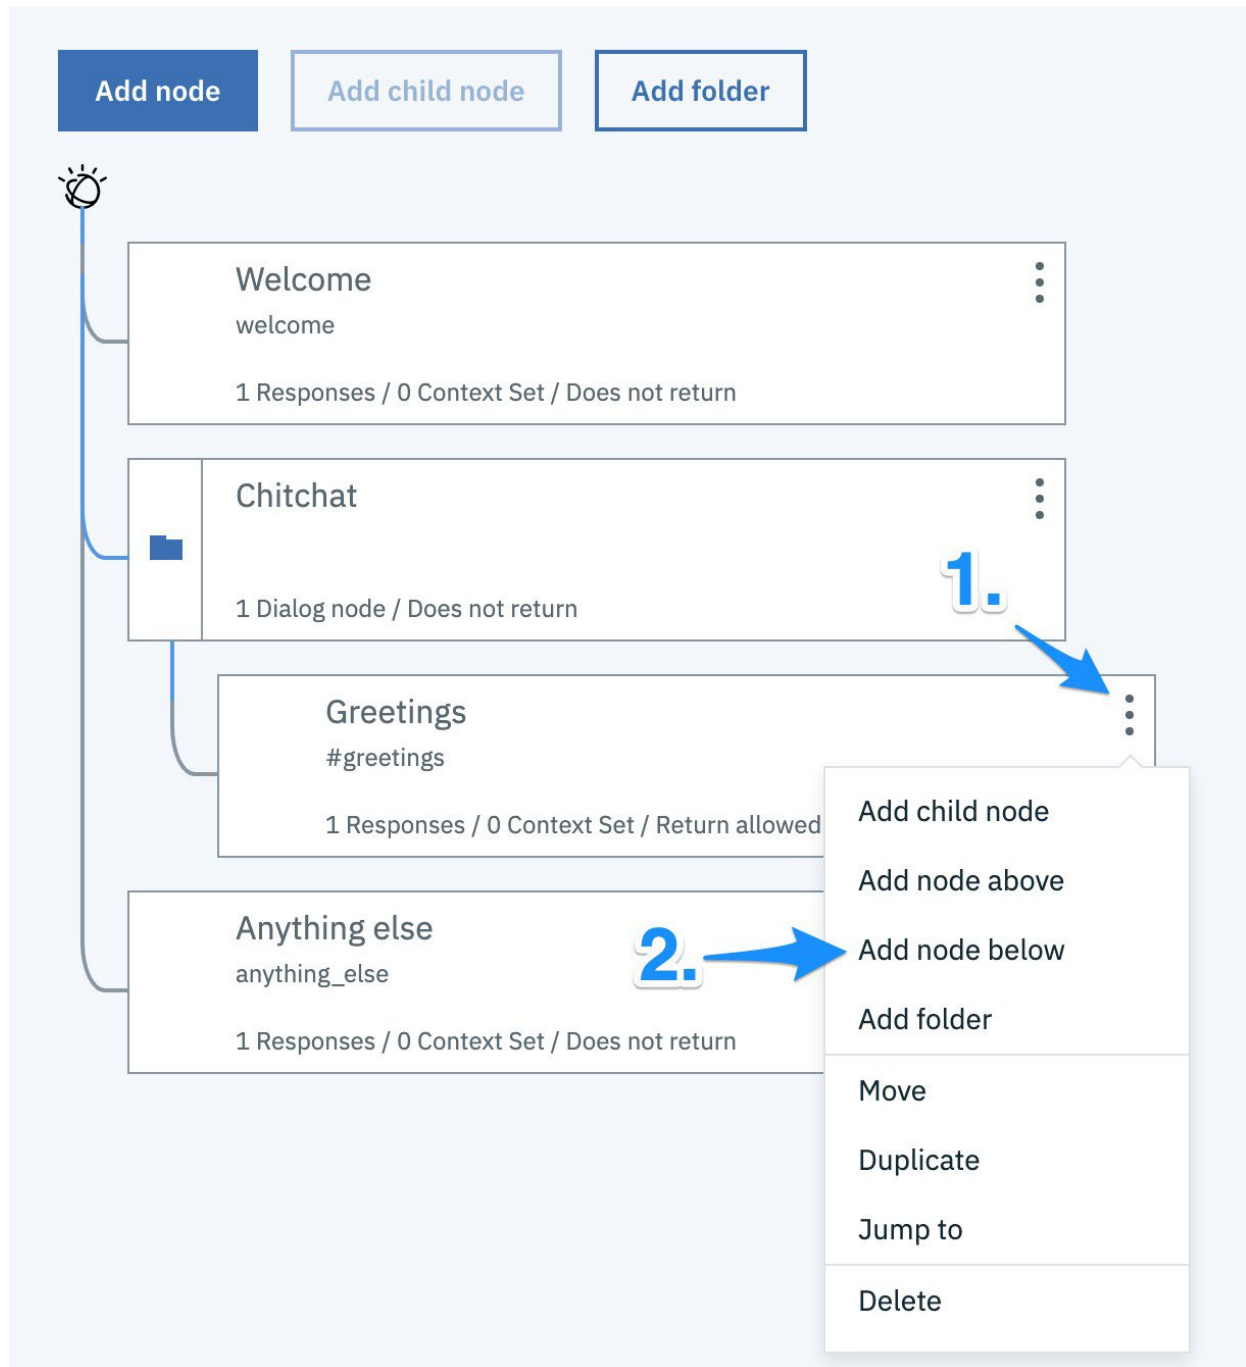 Add node
Add child node
Add folder
Welcome
welcome
1 Responses / 0 Context Set / Does not return
Chitchat
1 Dialog node / Does not return
1.
Greetings
#greetings
1 Responses / 0 Context Set / Return allowed
Anything else
anything_else
1 Responses / 0 Context Set / Does not return
2.
Add child node
Add node above
Add node below
Add folder
Move
Duplicate
Jump to
Delete